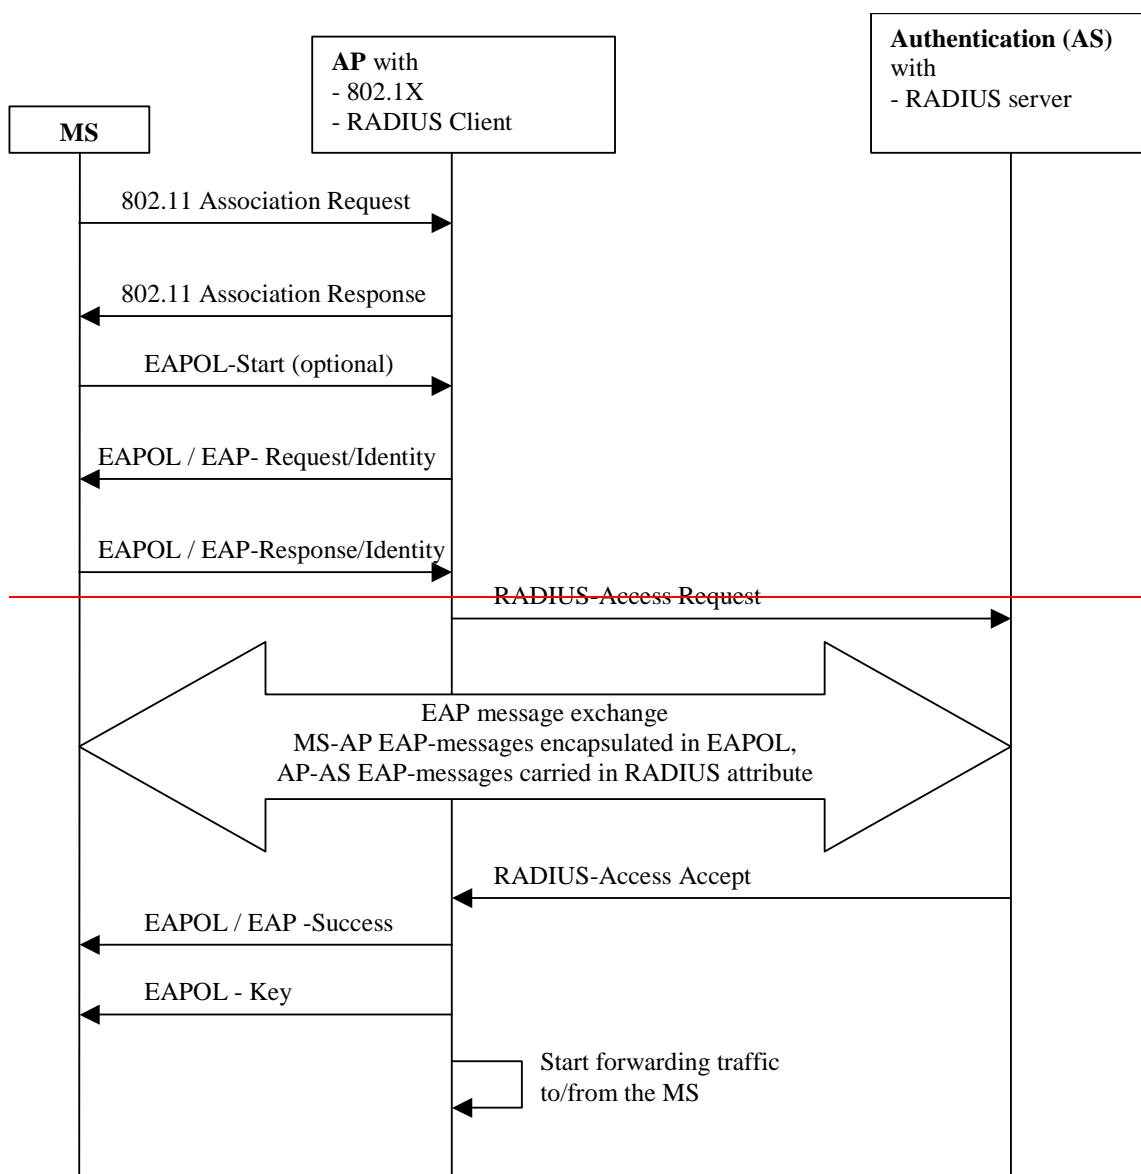 MS
AP with
- 802.1X
- RADIUS Client
Authentication (AS)
with
- RADIUS server
802.11 Association Request
802.11 Association Response
EAPOL-Start (optional)
EAPOL / EAP- Request/Identity
EAPOL / EAP-Response/Identity
RADIUS-Access Request
EAP message exchange
MS-AP EAP-messages encapsulated in EAPOL,
AP-AS EAP-messages carried in RADIUS attribute
RADIUS-Access Accept
EAPOL / EAP -Success
EAPOL - Key
Start forwarding traffic
to/from the MS